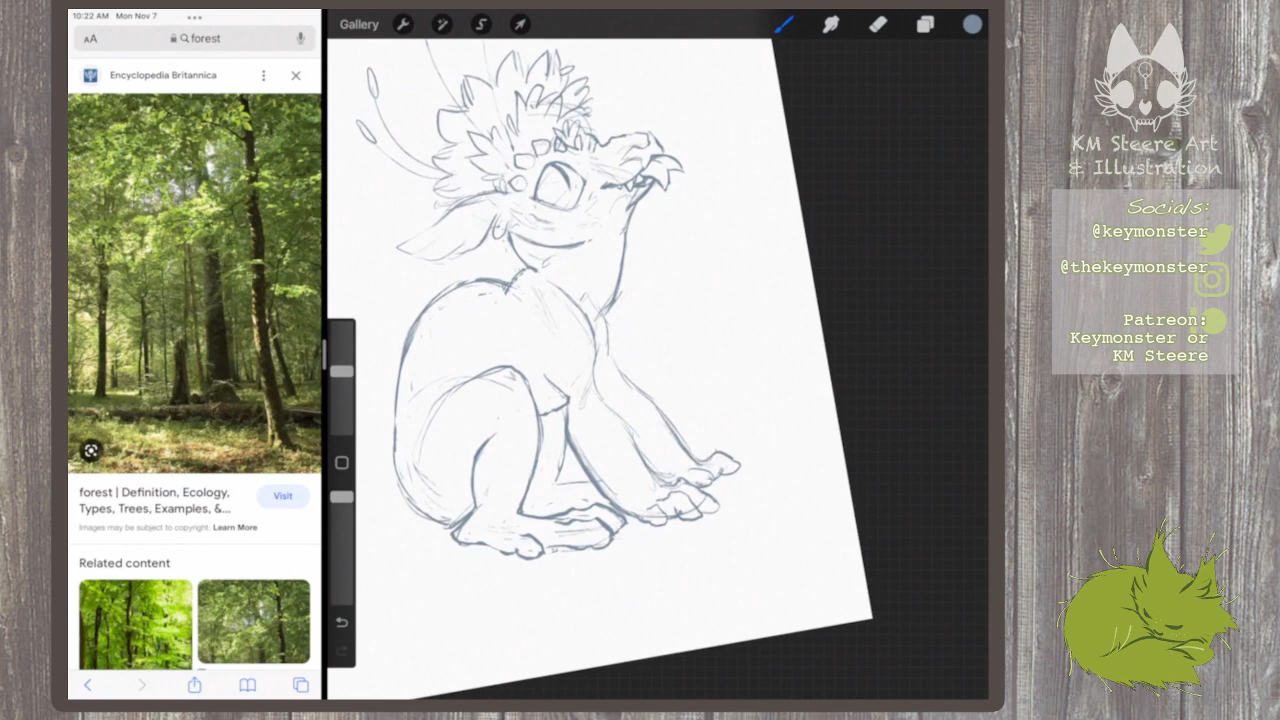 10:22 AM Mon Nov 7
AA
forest
Encyclopedia Britannica
forest | Definition, Ecology,
Types, Trees, Examples, &...
Visit
Images may be subject to copyright. Learn More
Related content
Gallery
KM Steere Art
& Illustration
Socials:
@keymonster
@thekeymonster
Patreon:
Keymonster or
KM Steere